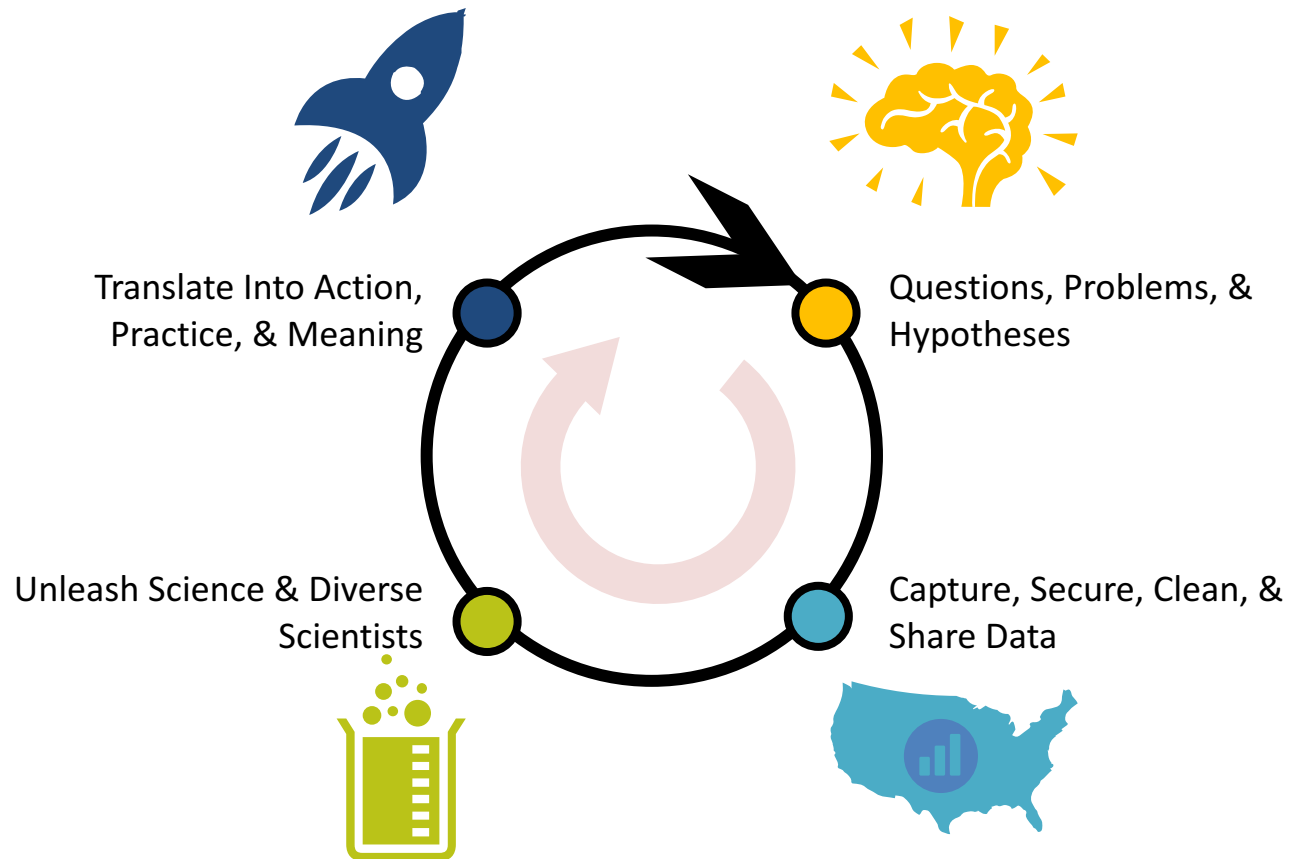 Translate Into Action,
Practice, & Meaning
Questions, Problems, &
Hypotheses
Unleash Science & Diverse
Scientists
Capture, Secure, Clean, &
Share Data